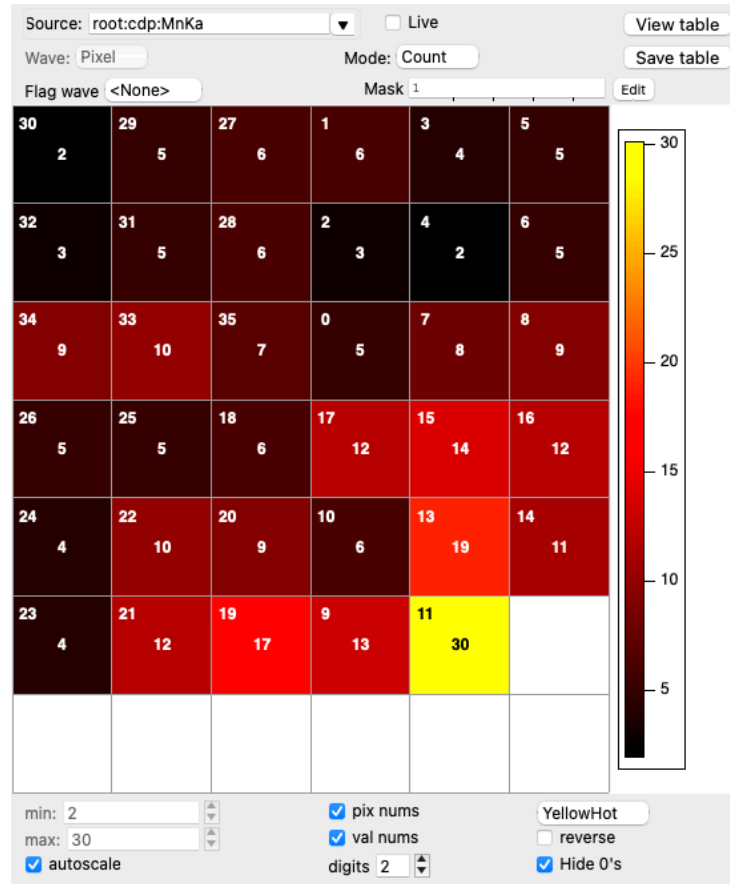 Source: root:cdp:MnKa Live View table
Wave: Pixel Mode: Count Save table
Flag wave <None> Mask 1 Edit
30 29 27 1 3 5
2 5 6 6 4 5
32 31 28 2 4 6
3 5 6 3 2 5
34 33 35 0 7 8
9 10 7 5 8 9
26 25 18 17 15 16
5 5 6 12 14 12
24 22 20 10 13 14
4 10 9 6 19 11
23 21 19 9 11
4 12 17 13 30
30
25
20
15
10
5
min: 2 pix nums YellowHot
max: 30 val nums reverse
autoscale digits 2 Hide 0's